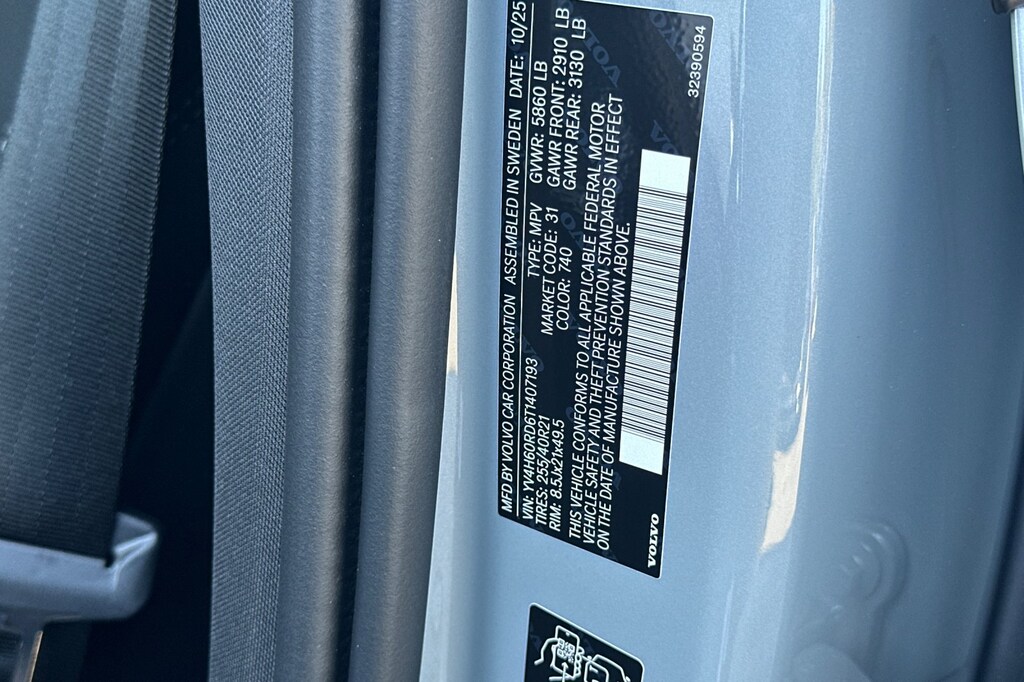 MFD BY VOLVO CAR CORPORATION ASSEMBLED IN SWEDEN DATE: 10/25
VIN: YV4H60RD6T1407193 TYPE: MPV GVWR: 5860 LB
TIRES: 255/40R21 MARKET CODE: 31 GAWR FRONT: 2910 LB
RIM: 8.5Jx21x49.5 COLOR: 740 GAWR REAR: 3130 LB
THIS VEHICLE CONFORMS TO ALL APPLICABLE FEDERAL MOTOR
VEHICLE SAFETY AND THEFT PREVENTION STANDARDS IN EFFECT
ON THE DATE OF MANUFACTURE SHOWN ABOVE.
VOLVO
32390594